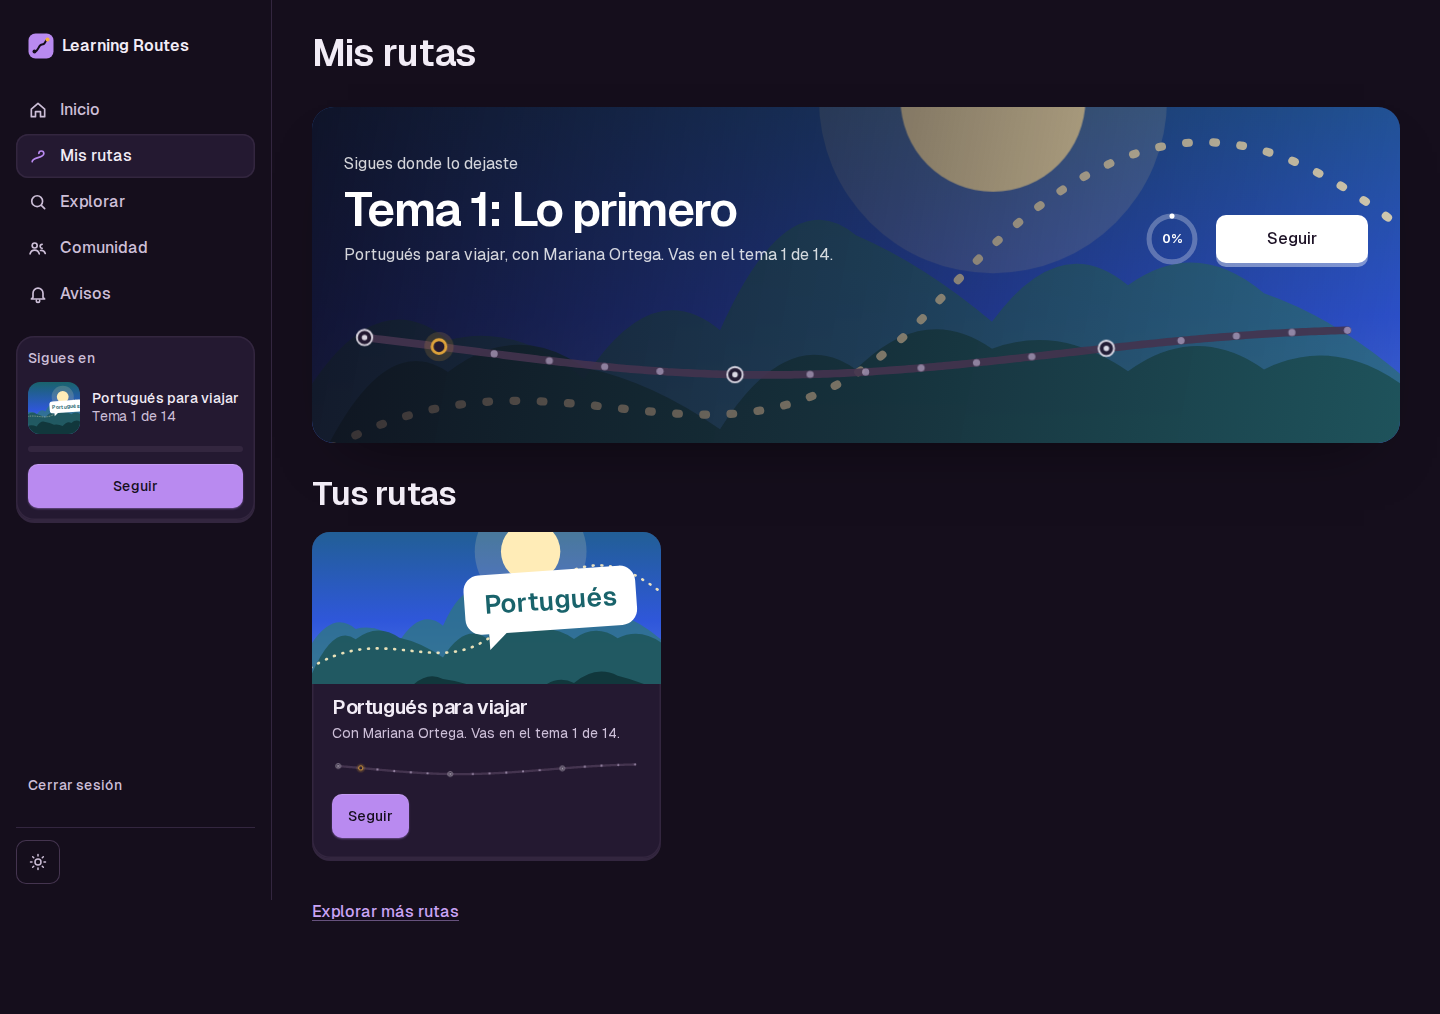 Learning Routes
Inicio
Mis rutas
Explorar
Comunidad
Avisos
Sigues en
Portugués
Portugués para viajar
Tema 1 de 14
Seguir
Cerrar sesión
Mis rutas
Sigues donde lo dejaste
Tema 1: Lo primero
Portugués para viajar, con Mariana Ortega. Vas en el tema 1 de 14.
0%
Seguir
Tus rutas
Portugués
Portugués para viajar
Con Mariana Ortega. Vas en el tema 1 de 14.
Seguir
Explorar más rutas